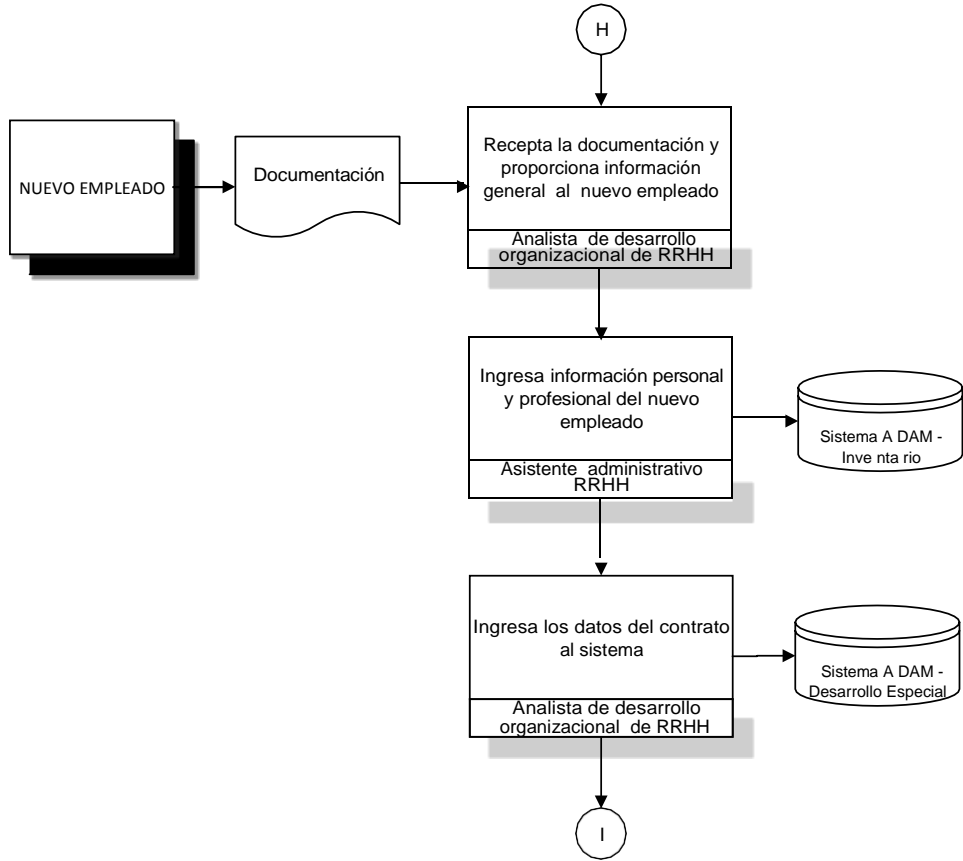 H
NUEVO EMPLEADO
Documentación
Recepta la documentación y
proporciona información
general al nuevo empleado
Analista de desarrollo
organizacional de RRHH
Ingresa información personal
y profesional del nuevo
empleado
Asistente administrativo
RRHH
Sistema A DAM -
Inve nta rio
Ingresa los datos del contrato
al sistema
Analista de desarrollo
organizacional de RRHH
Sistema A DAM -
Desarrollo Especial
I